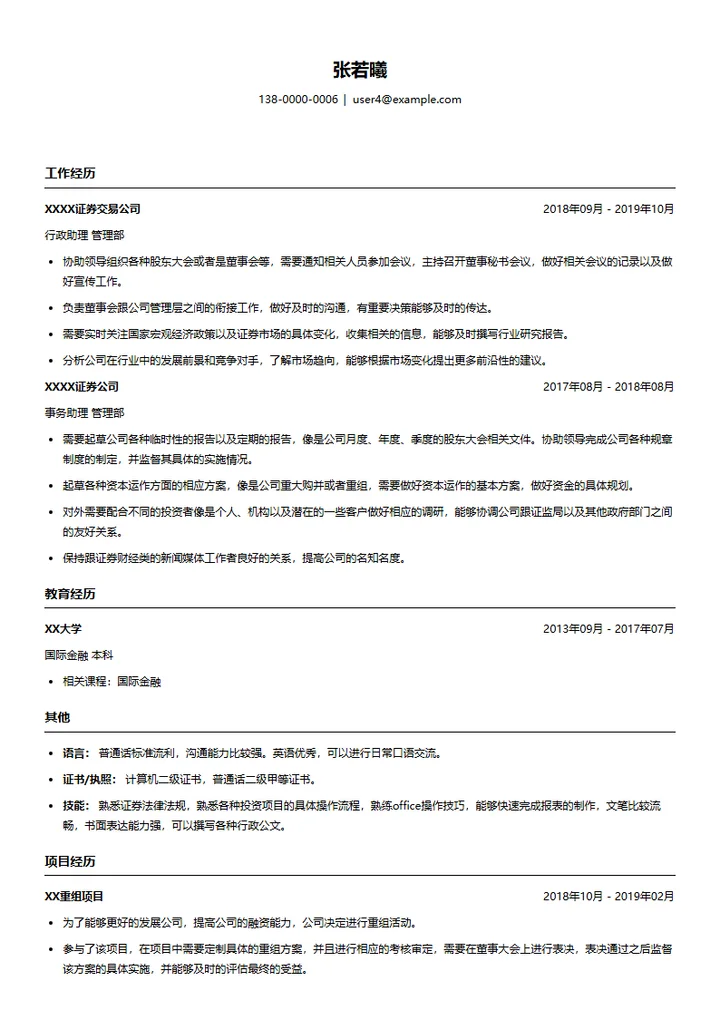 张若曦
138-0000-0006 | user4@example.com
工作经历
XXXX证券交易公司 2018年09月 - 2019年10月
行政助理 管理部
• 协助领导组织各种股东大会或者是董事会等，需要通知相关人员参加会议，主持召开董事秘书会议，做好相关会议的记录以及做
好宣传工作。
• 负责董事会跟公司管理层之间的衔接工作，做好及时的沟通，有重要决策能够及时的传达。
• 需要实时关注国家宏观经济政策以及证券市场的具体变化，收集相关的信息，能够及时撰写行业研究报告。
• 分析公司在行业中的发展前景和竞争对手，了解市场趋向，能够根据市场变化提出更多前沿性的建议。
XXXX证券公司 2017年08月 - 2018年08月
事务助理 管理部
• 需要起草公司各种临时性的报告以及定期的报告，像是公司月度、年度、季度的股东大会相关文件。协助领导完成公司各种规章
制度的制定，并监督其具体的实施情况。
• 起草各种资本运作方面的相应方案，像是公司重大购并或者重组，需要做好资本运作的基本方案，做好资金的具体规划。
• 对外需要配合不同的投资者像是个人、机构以及潜在的一些客户做好相应的调研，能够协调公司跟证监局以及其他政府部门之间
的友好关系。
• 保持跟证券财经类的新闻媒体工作者良好的关系，提高公司的名知名度。
教育经历
XX大学 2013年09月 - 2017年07月
国际金融 本科
• 相关课程：国际金融
其他
• 语言： 普通话标准流利，沟通能力比较强。英语优秀，可以进行日常口语交流。
• 证书/执照： 计算机二级证书，普通话二级甲等证书。
• 技能： 熟悉证券法律法规，熟悉各种投资项目的具体操作流程，熟练office操作技巧，能够快速完成报表的制作，文笔比较流
畅，书面表达能力强，可以撰写各种行政公文。
项目经历
XX重组项目 2018年10月 - 2019年02月
• 为了能够更好的发展公司，提高公司的融资能力，公司决定进行重组活动。
• 参与了该项目，在项目中需要定制具体的重组方案，并且进行相应的考核审定，需要在董事大会上进行表决，表决通过之后监督
该方案的具体实施，并能够及时的评估最终的受益。